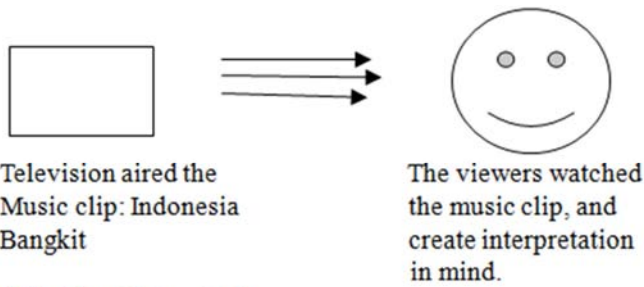 Television aired the
Music clip: Indonesia
Bangkit
The viewers watched
the music clip, and
create interpretation
in mind.